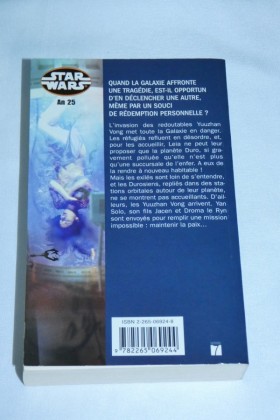 STAR
WARS
An 25
QUAND LA GALAXIE AFFRONTE
UNE TRAGÉDIE, EST-IL OPPORTUN
D'EN DÉCLENCHER UNE AUTRE,
MÊME PAR UN SOUCI
DE RÉDEMPTION PERSONNELLE ?
L'invasion des redoutables Yuuzhan
Vong met toute la Galaxie en danger.
Les réfugiés refluent en désordre, et,
pour les accueillir, Leia ne peut leur
proposer que la planète Duro, si gra-
vement polluée qu'elle n'est plus
qu'une succursale de l'enfer. A eux de
la rendre à nouveau habitable !
Mais les exilés sont loin de s'entendre,
et les Durosiens, repliés dans des sta-
tions orbitales autour de leur planète,
ne se montrent pas accueillants. D'ail-
leurs, les Yuuzhan Vong arrivent. Yan
Solo, son fils Jacen et Droma le Ryn
sont envoyés pour remplir une mission
impossible : maintenir la paix...
ISBN 2-265-06924-8
9 782265 069244